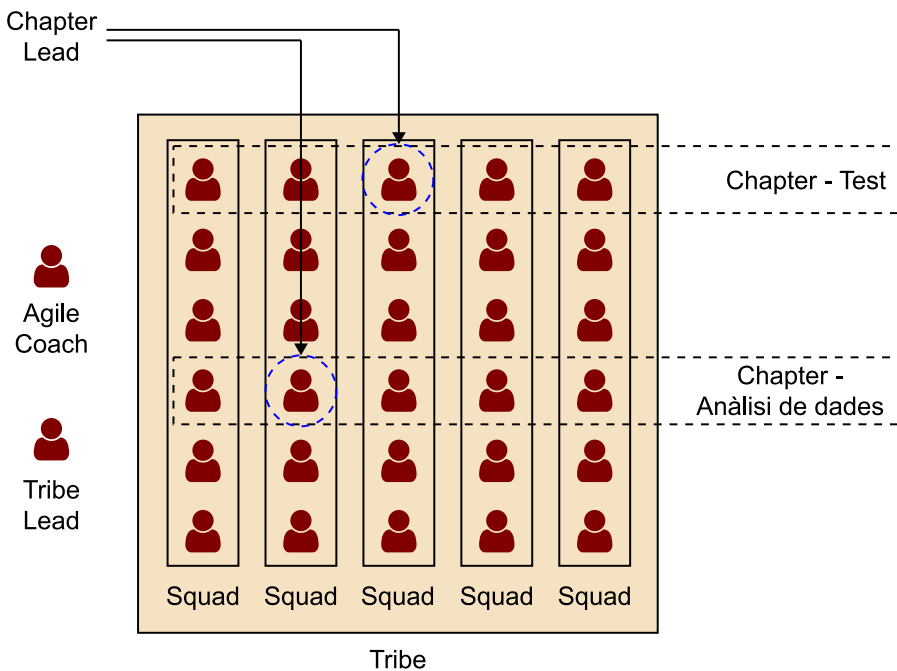 Chapter
Lead
Chapter - Test
Agile
Coach
Chapter -
Anàlisi de dades
Tribe
Lead
Squad Squad Squad Squad Squad
Tribe